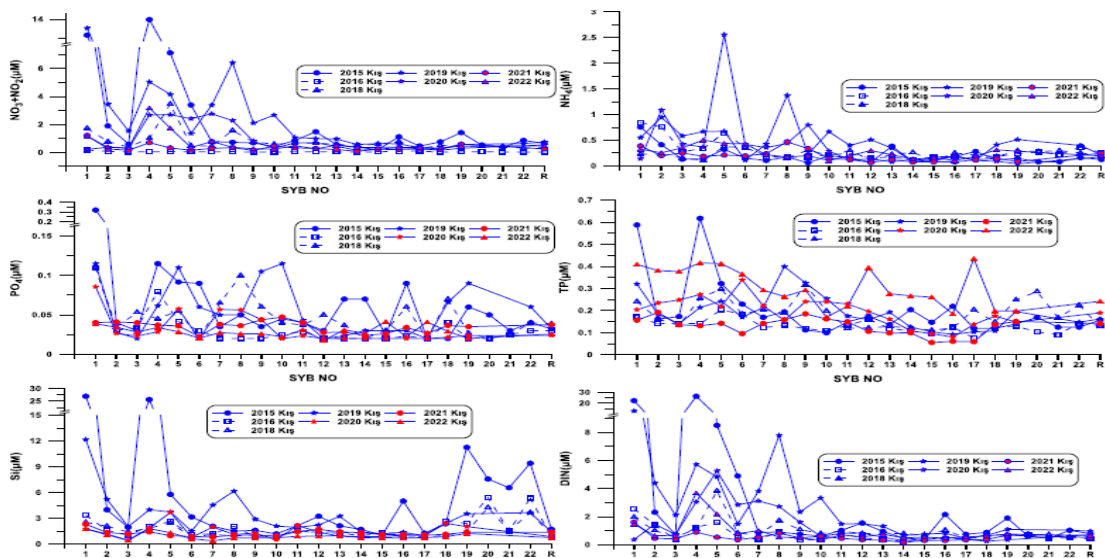 14
6
4
2
0
NO3+NO2(µM)
2015 Kış 2019 Kış 2021 Kış
2016 Kış 2020 Kış 2022 Kış
2018 Kış
1 2 3 4 5 6 7 8 9 10 11 12 13 14 15 16 17 18 19 20 21 22 R
SYB NO
3
2.5
2
1.5
1
0.5
0
NH4(µM)
2015 Kış 2019 Kış 2021 Kış
2016 Kış 2020 Kış 2022 Kış
2018 Kış
1 2 3 4 5 6 7 8 9 10 11 12 13 14 15 16 17 18 19 20 21 22 R
SYB NO
0.4
0.3
0.2
0.15
0.1
0.05
0
PO4(µM)
2015 Kış 2019 Kış 2021 Kış
2016 Kış 2020 Kış 2022 Kış
2018 Kış
1 2 3 4 5 6 7 8 9 10 11 12 13 14 15 16 17 18 19 20 21 22 R
SYB NO
0.7
0.6
0.5
0.4
0.3
0.2
0.1
0
TP(µM)
2015 Kış 2019 Kış 2021 Kış
2016 Kış 2020 Kış 2022 Kış
2018 Kış
1 2 3 4 5 6 7 8 9 10 11 12 13 14 15 16 17 18 19 20 21 22 R
SYB NO
30
25
20
15
12
9
6
3
0
Si(µM)
2015 Kış 2019 Kış 2021 Kış
2016 Kış 2020 Kış 2022 Kış
2018 Kış
1 2 3 4 5 6 7 8 9 10 11 12 13 14 15 16 17 18 19 20 21 22 R
30
20
10
8
6
4
2
0
DIN(µM)
2015 Kış 2019 Kış 2021 Kış
2016 Kış 2020 Kış 2022 Kış
2018 Kış
1 2 3 4 5 6 7 8 9 10 11 12 13 14 15 16 17 18 19 20 21 22 R